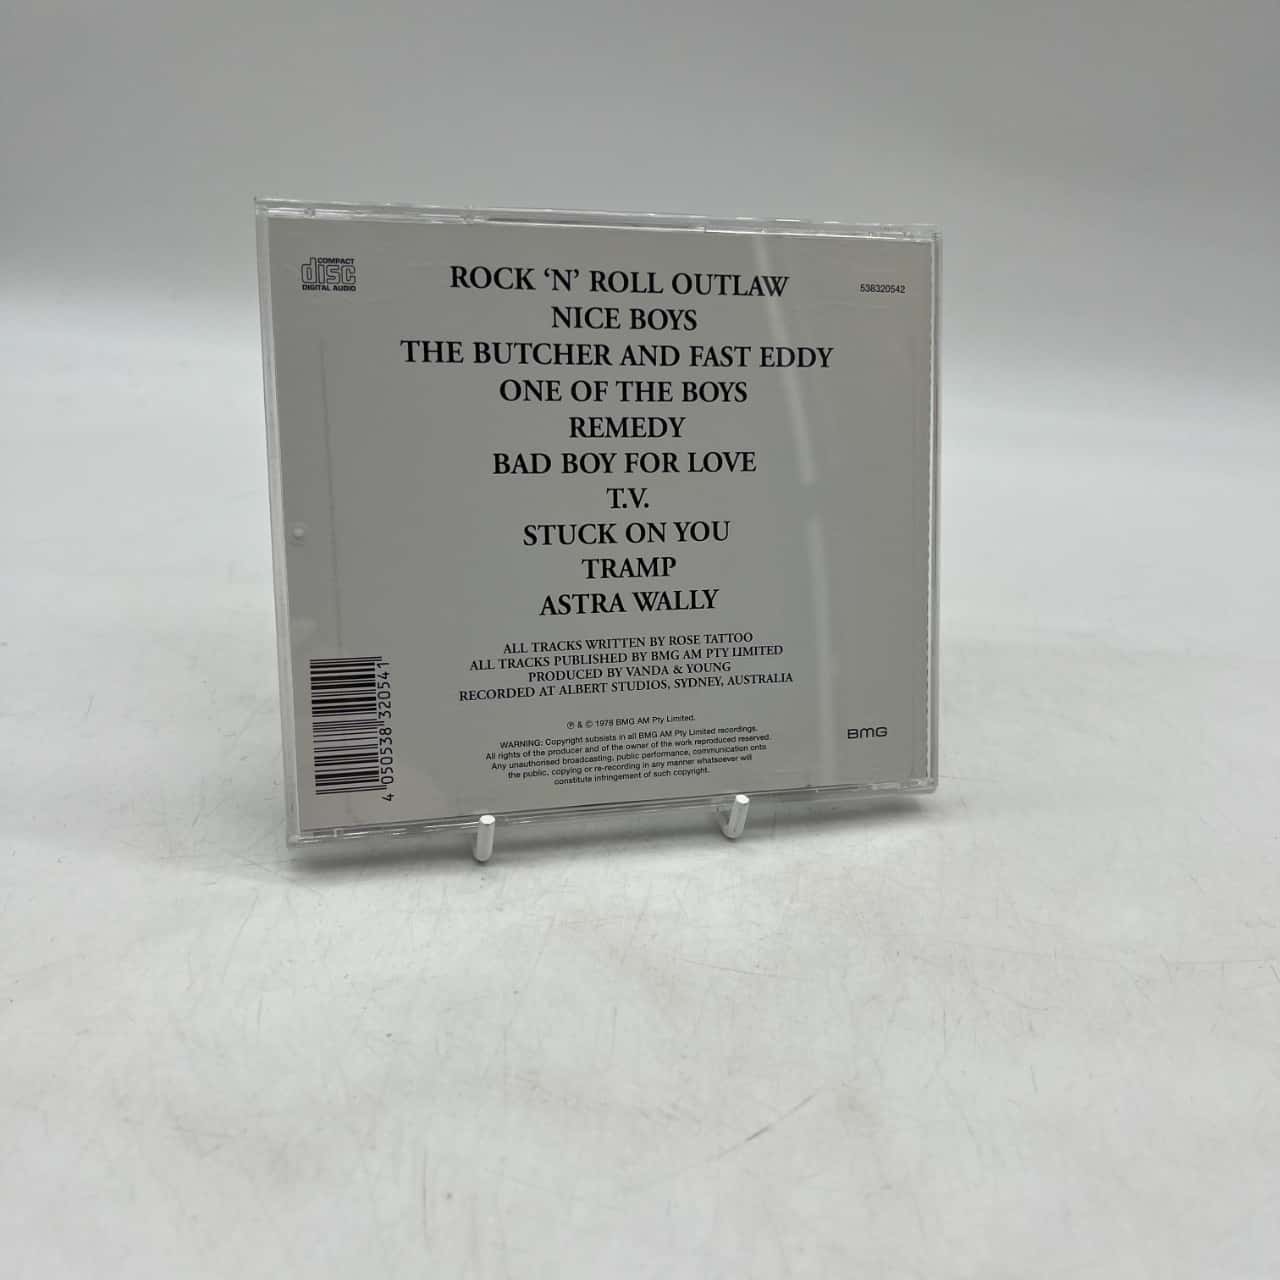 COMPACT
disc
DIGITAL AUDIO
538320542
ROCK ‘N’ ROLL OUTLAW
NICE BOYS
THE BUTCHER AND FAST EDDY
ONE OF THE BOYS
REMEDY
BAD BOY FOR LOVE
T.V.
STUCK ON YOU
TRAMP
ASTRA WALLY
ALL TRACKS WRITTEN BY ROSE TATTOO
ALL TRACKS PUBLISHED BY BMG AM PTY LIMITED
PRODUCED BY VANDA & YOUNG
RECORDED AT ALBERT STUDIOS, SYDNEY, AUSTRALIA
℗ & © 1978 BMG AM Pty Limited.
WARNING: Copyright subsists in all BMG AM Pty Limited recordings.
All rights of the producer and of the owner of the work reproduced reserved.
Any unauthorised broadcasting, public performance, communication onto
the public, copying or re-recording in any manner whatsoever will
constitute infringement of such copyright.
4 050538 320541
BMG